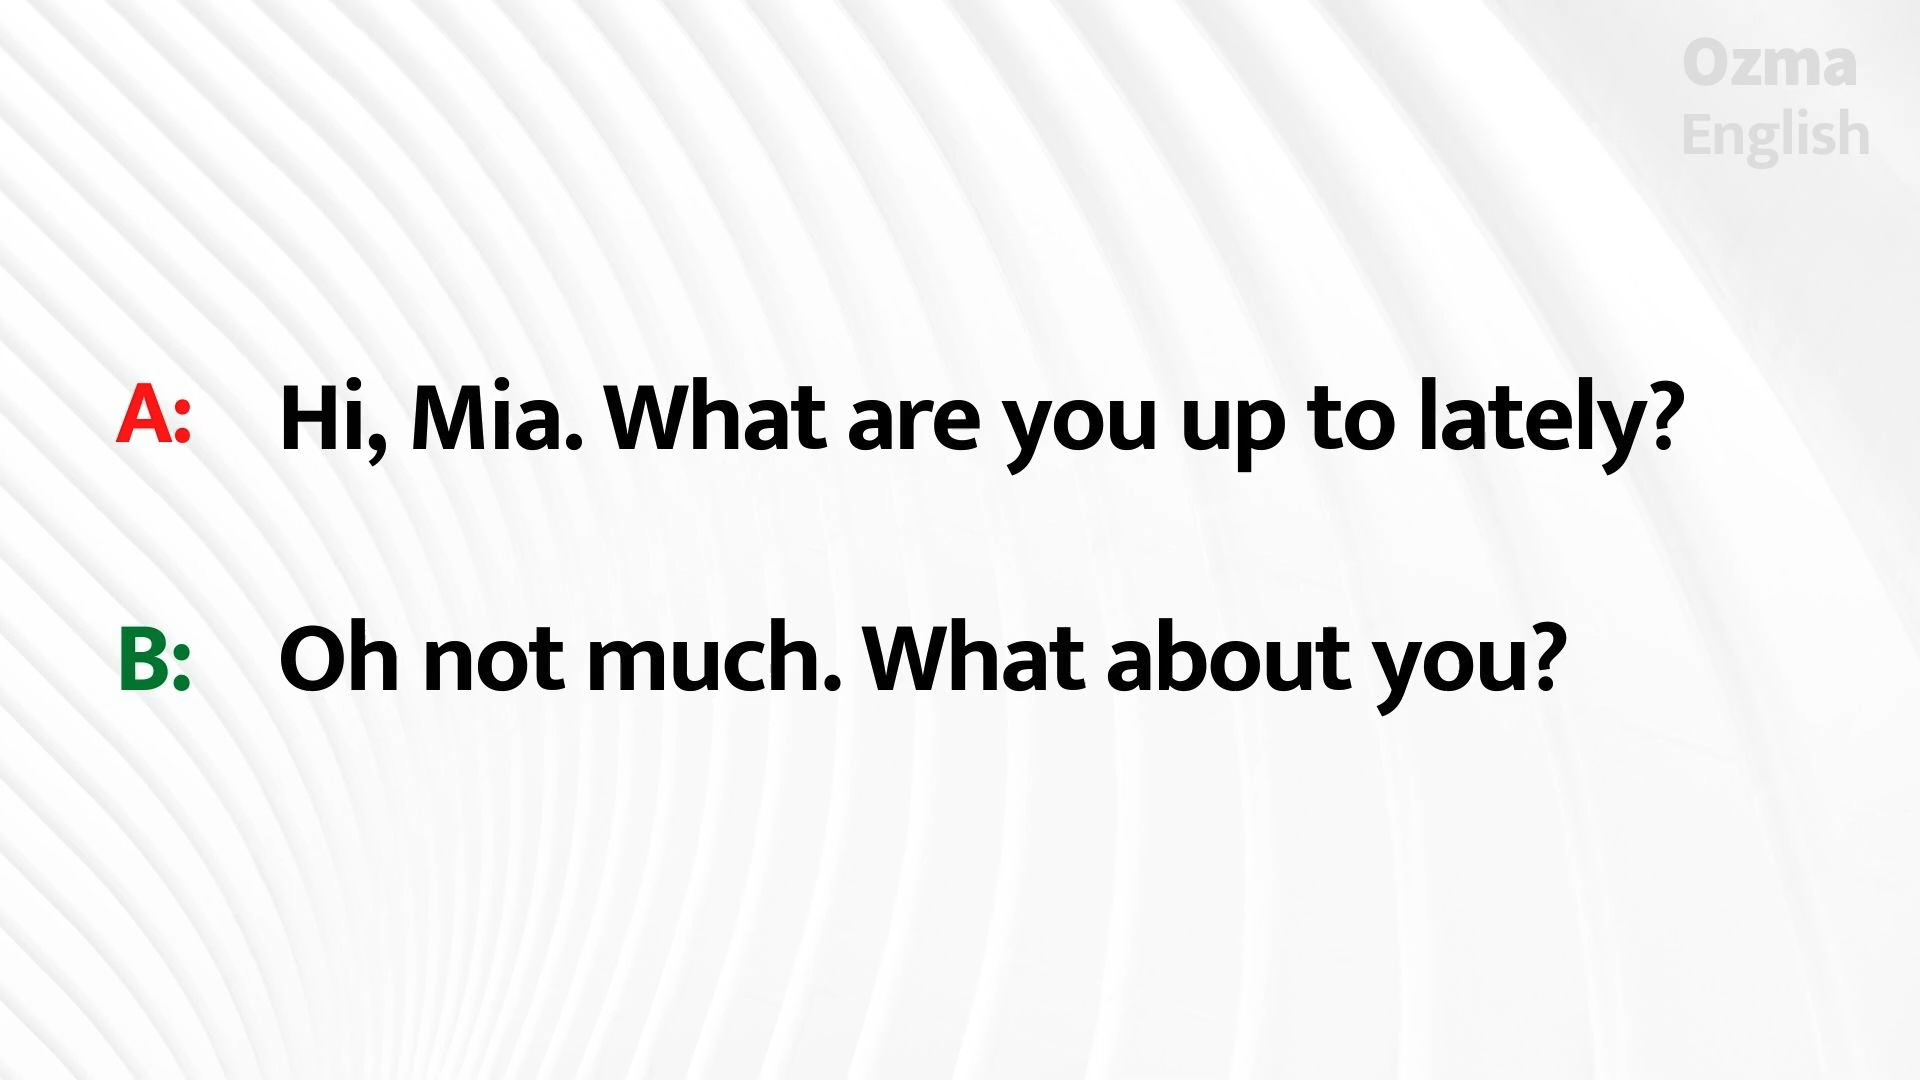 Ozma
English
A: Hi, Mia. What are you up to lately?
B: Oh not much. What about you?